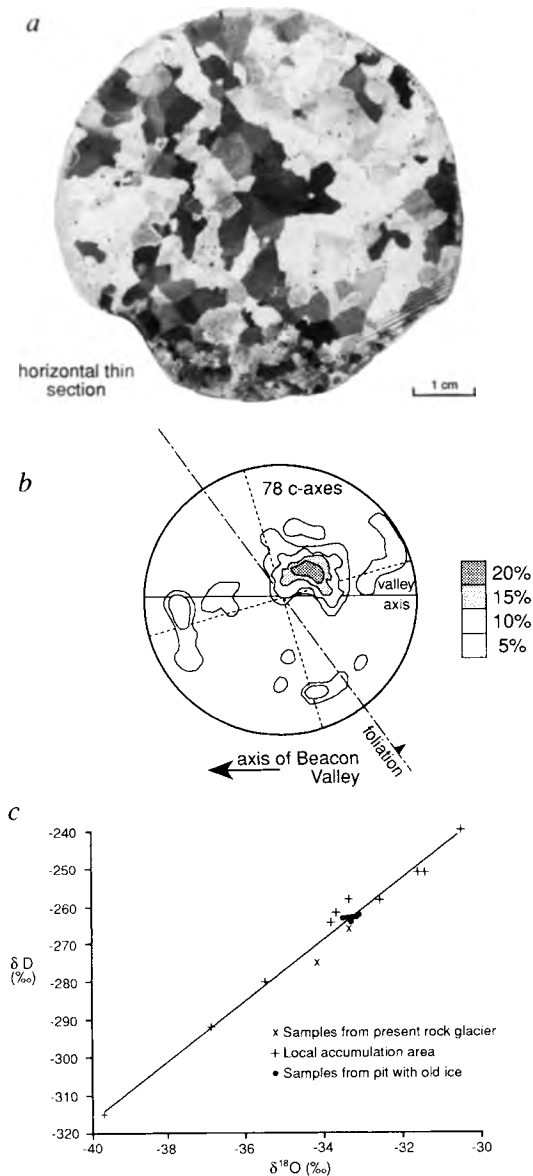 a
horizontal thin
section
1 cm
b
78 c-axes
20%
15%
10%
5%
valley
axis
foliation
axis of Beacon
Valley
c
-240
-250
-260
-270
-280
-290
-300
-310
-320
δ D
(‰)
x Samples from present rock glacier
+ Local accumulation area
• Samples from pit with old ice
-40
-38
-36
-34
-32
-30
δ¹⁸O (‰)